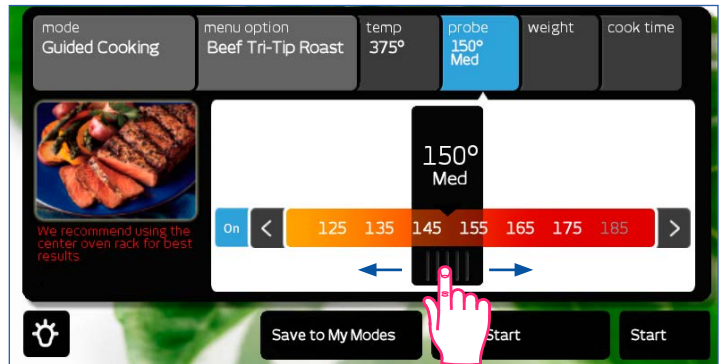 mode
Guided Cooking
menu option
Beef Tri-Tip Roast
temp
375°
probe
150°
Med
weight
cook time
150°
Med
On < 125 135 145 155 165 175 185 >
We recommend using the
center oven rack for best
results
Save to My Modes
Start
Start